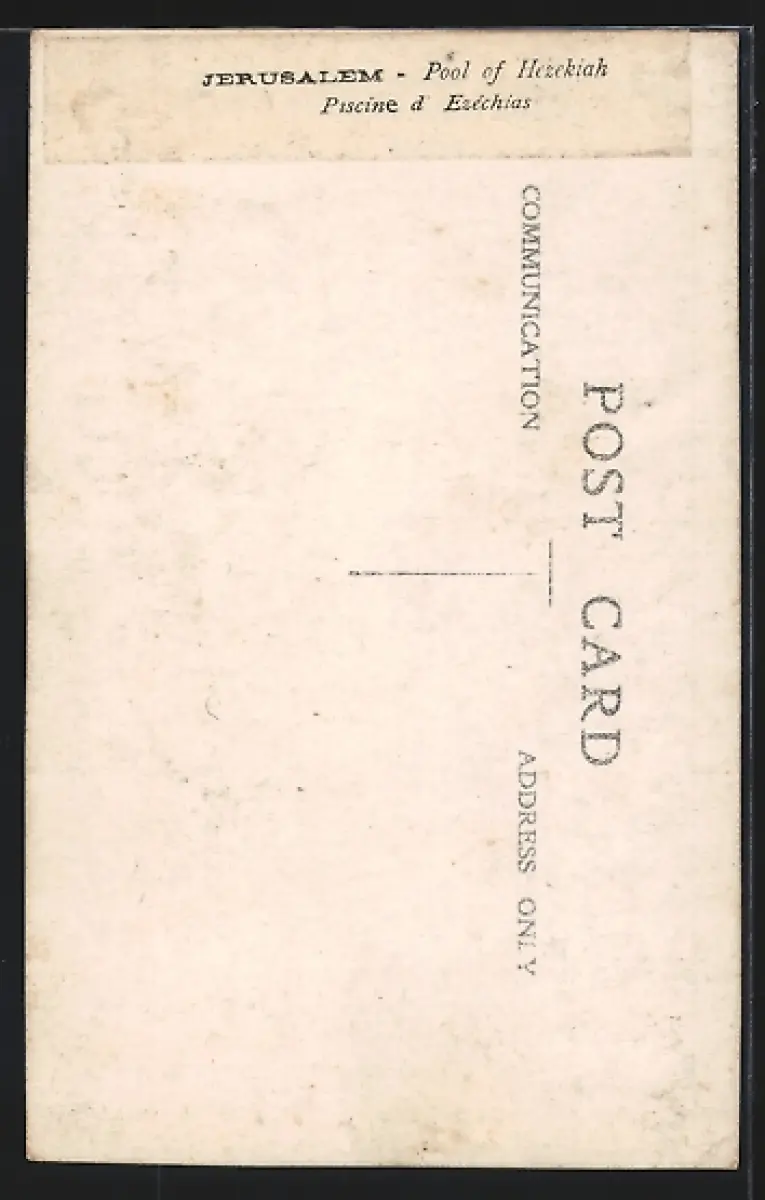 JERUSALEM - Pool of Hezekiah
Piscine d' Ezéchias
POST CARD
COMMUNICATION
ADDRESS ONLY